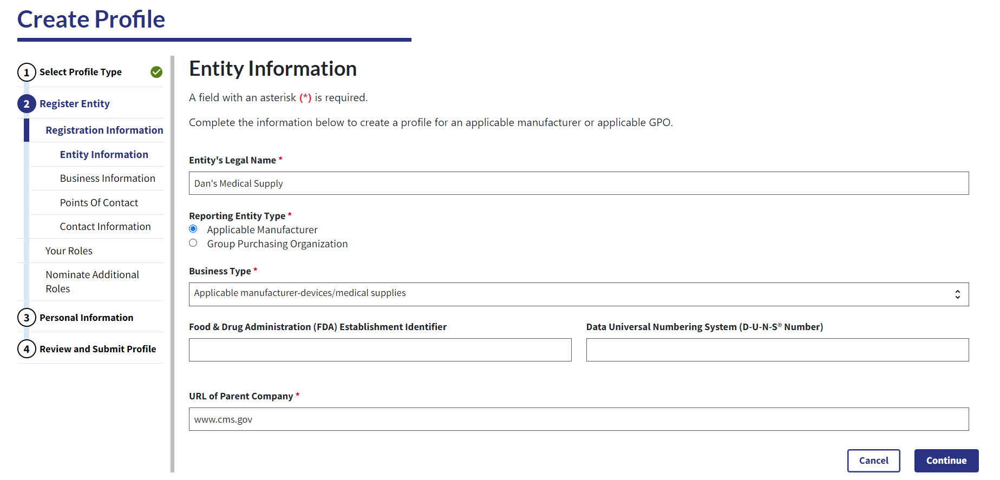 Create Profile
1 Select Profile Type
2 Register Entity
Registration Information
Entity Information
Business Information
Points Of Contact
Contact Information
Your Roles
Nominate Additional
Roles
3 Personal Information
4 Review and Submit Profile
Entity Information
A field with an asterisk (*) is required.
Complete the information below to create a profile for an applicable manufacturer or applicable GPO.
Entity's Legal Name *
Dan's Medical Supply
Reporting Entity Type *
Applicable Manufacturer
Group Purchasing Organization
Business Type *
Applicable manufacturer-devices/medical supplies
Food & Drug Administration (FDA) Establishment Identifier
Data Universal Numbering System (D-U-N-S® Number)
URL of Parent Company *
www.cms.gov
Cancel
Continue